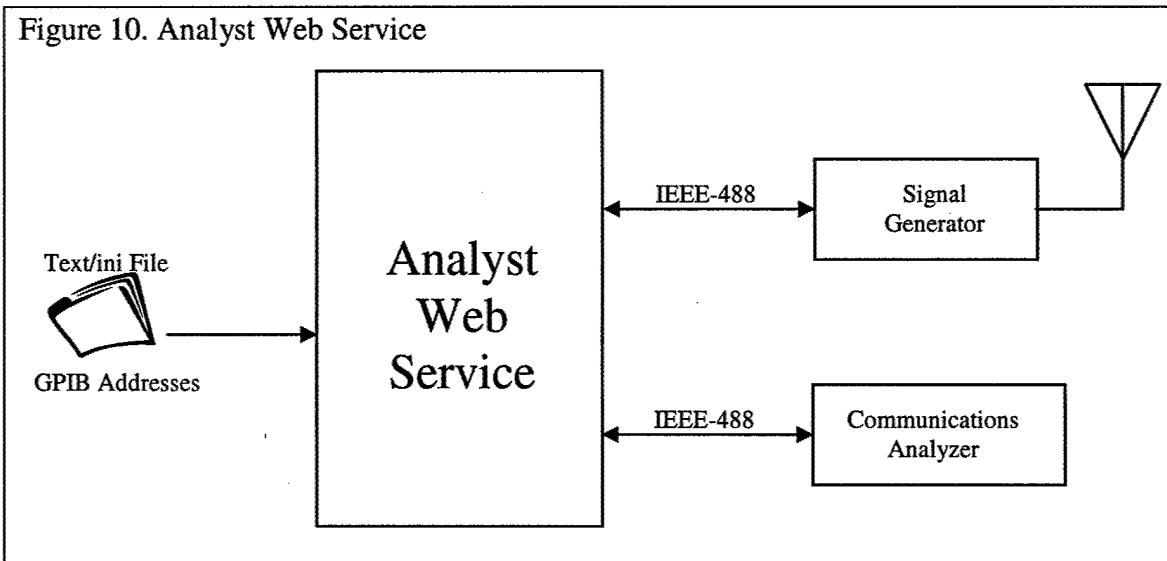 Figure 10. Analyst Web Service
Text/ini File
GPIB Addresses
Analyst
Web
Service
IEEE-488
Signal
Generator
IEEE-488
Communications
Analyzer